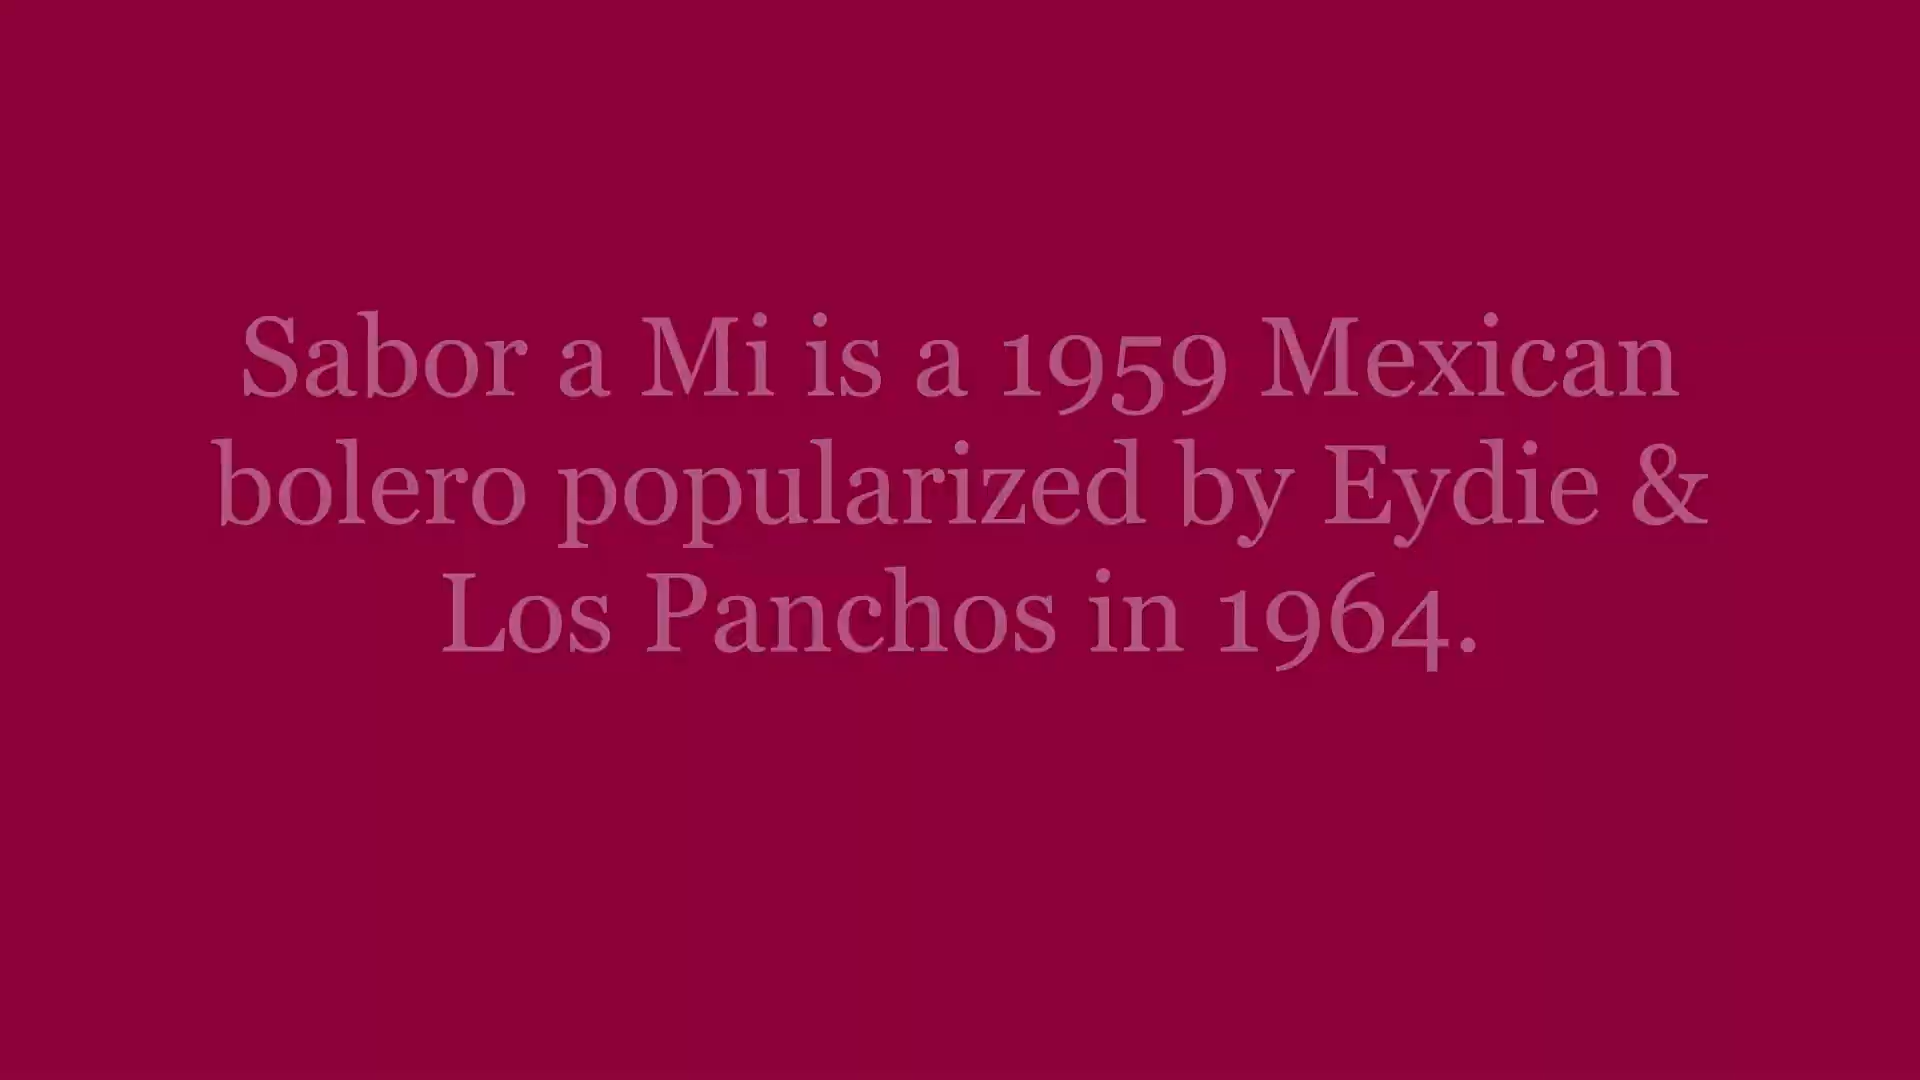 Sabor a Mi is a 1959 Mexican
bolero popularized by Eydie &
Los Panchos in 1964.